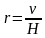 r = v/H